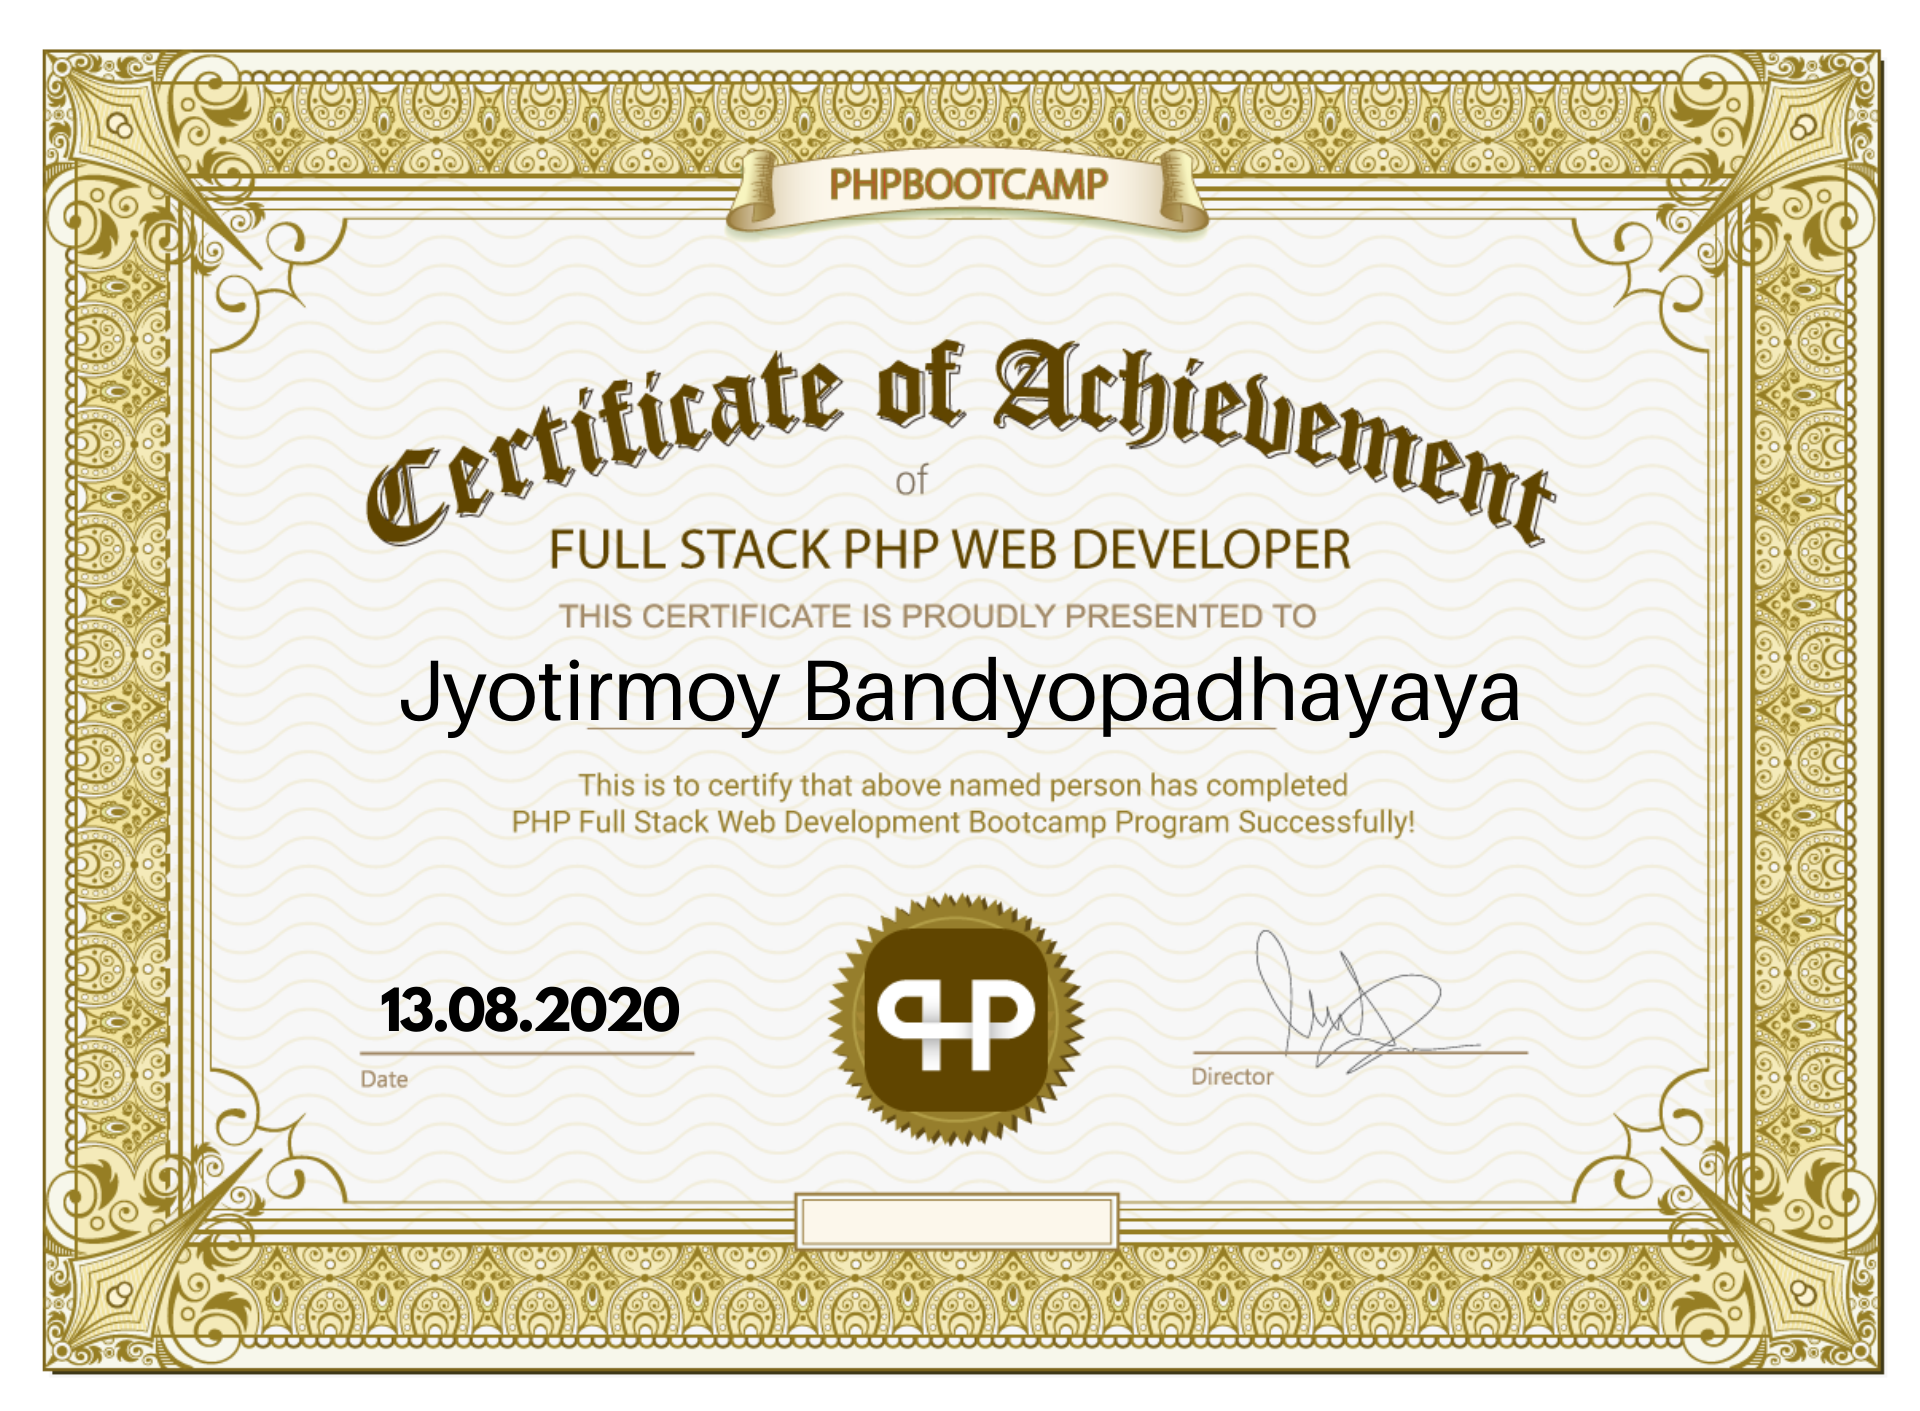 PHPBOOTCAMP
Certificate of Achievement
of
FULL STACK PHP WEB DEVELOPER
THIS CERTIFICATE IS PROUDLY PRESENTED TO
Jyotirmoy Bandyopadhayaya
This is to certify that above named person has completed
PHP Full Stack Web Development Bootcamp Program Successfully!
13.08.2020
Date
PHP
Director